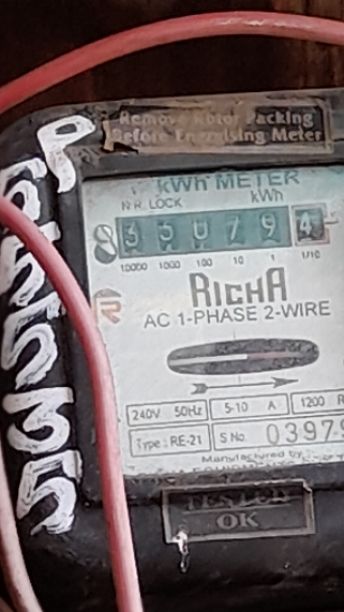 Remove Rotor Packing
Before Energising Meter
kWh METER
N.R. LOCK kWh
3 5 0 7 9 4
10000 1000 100 10 1 1/10
RICHA
AC 1-PHASE 2-WIRE
240V 50Hz 5-10 A 1200 R
Type : RE-21 S No. 03979
Manufactured by
TESTED
OK